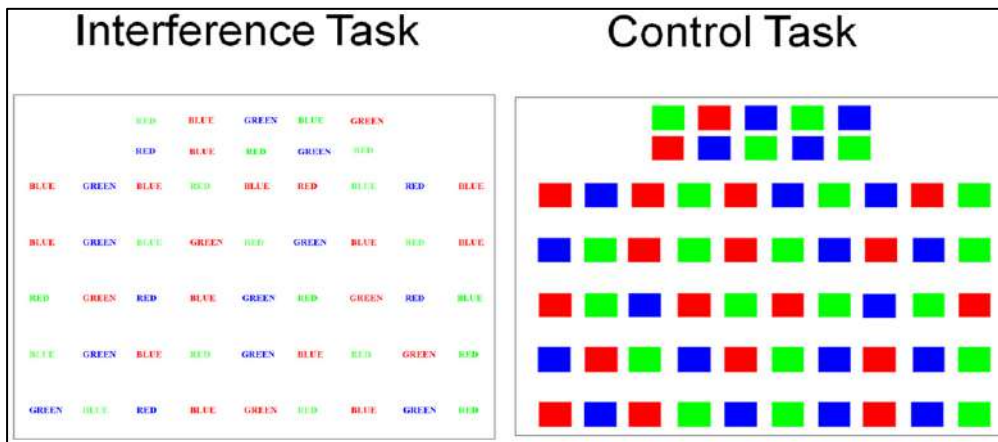 Interference Task
Control Task
RED BLUE GREEN BLUE GREEN
RED BLUE RED GREEN RED
BLUE GREEN BLUE RED BLUE RED BLUE RED BLUE
BLUE GREEN BLUE GREEN RED GREEN BLUE RED BLUE
RED GREEN RED BLUE GREEN RED GREEN RED BLUE
BLUE GREEN BLUE RED GREEN BLUE RED GREEN RED
GREEN BLUE RED BLUE GREEN RED BLUE GREEN RED